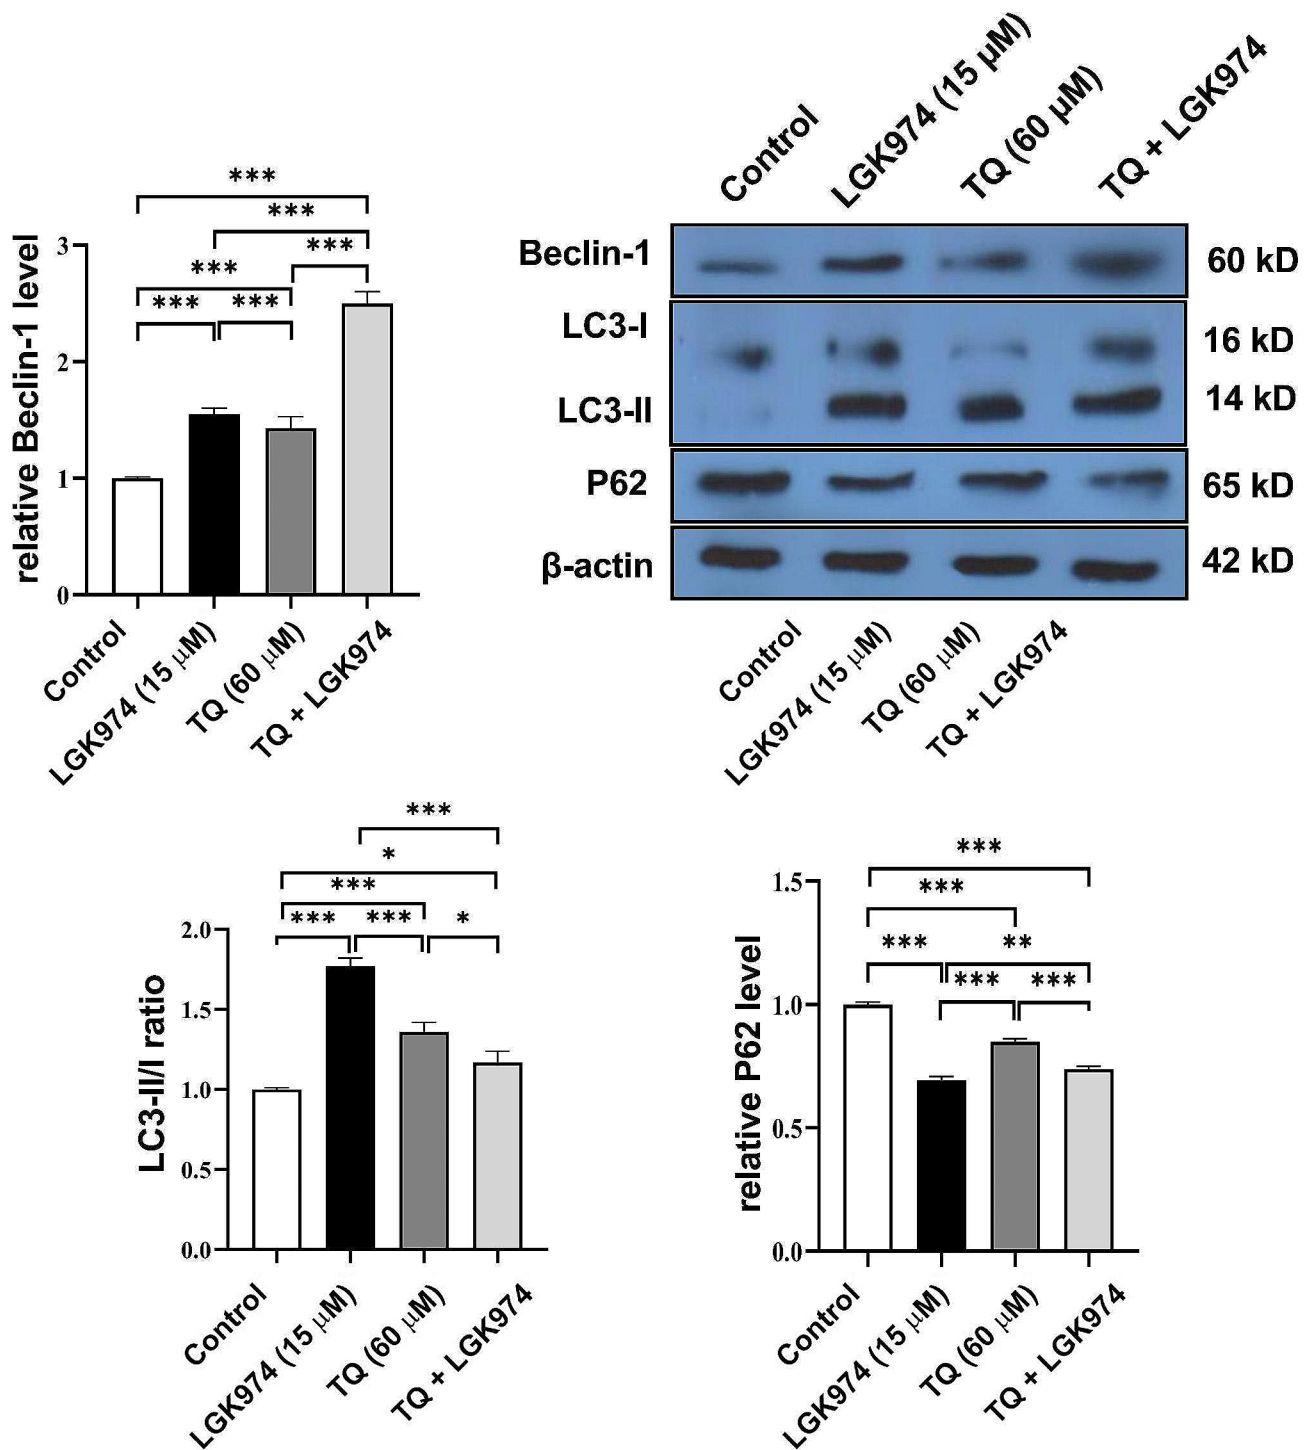 ***
***
***
***
***
***
relative Beclin-1 level
3
2
1
0
Control
LGK974 (15 μM)
TQ (60 μM)
TQ + LGK974
Control
LGK974 (15 μM)
TQ (60 μM)
TQ + LGK974
Beclin-1
60 kD
LC3-I
16 kD
LC3-II
14 kD
P62
65 kD
β-actin
42 kD
Control
LGK974 (15 μM)
TQ (60 μM)
TQ + LGK974
***
*
***
***
***
*
LC3-II/I ratio
2.0
1.5
1.0
0.5
0.0
Control
LGK974 (15 μM)
TQ (60 μM)
TQ + LGK974
***
***
***
**
***
***
relative P62 level
1.5
1.0
0.5
0.0
Control
LGK974 (15 μM)
TQ (60 μM)
TQ + LGK974